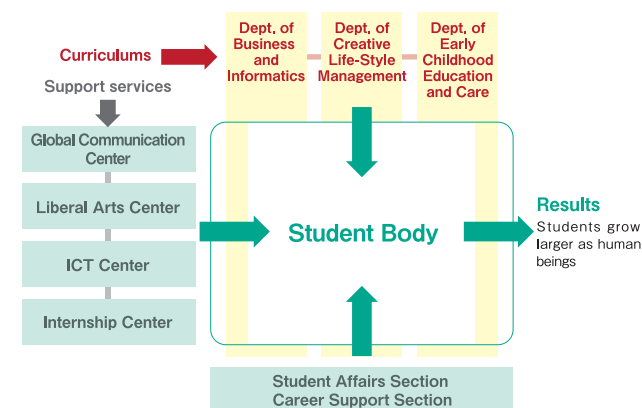 Curriculums
Dept. of
Business
and
Informatics
Dept. of
Creative
Life-Style
Management
Dept. of
Early
Childhood
Education
and Care
Support services
Global Communication
Center
Liberal Arts Center
ICT Center
Internship Center
Student Body
Results
Students grow
larger as human
beings
Student Affairs Section
Career Support Section